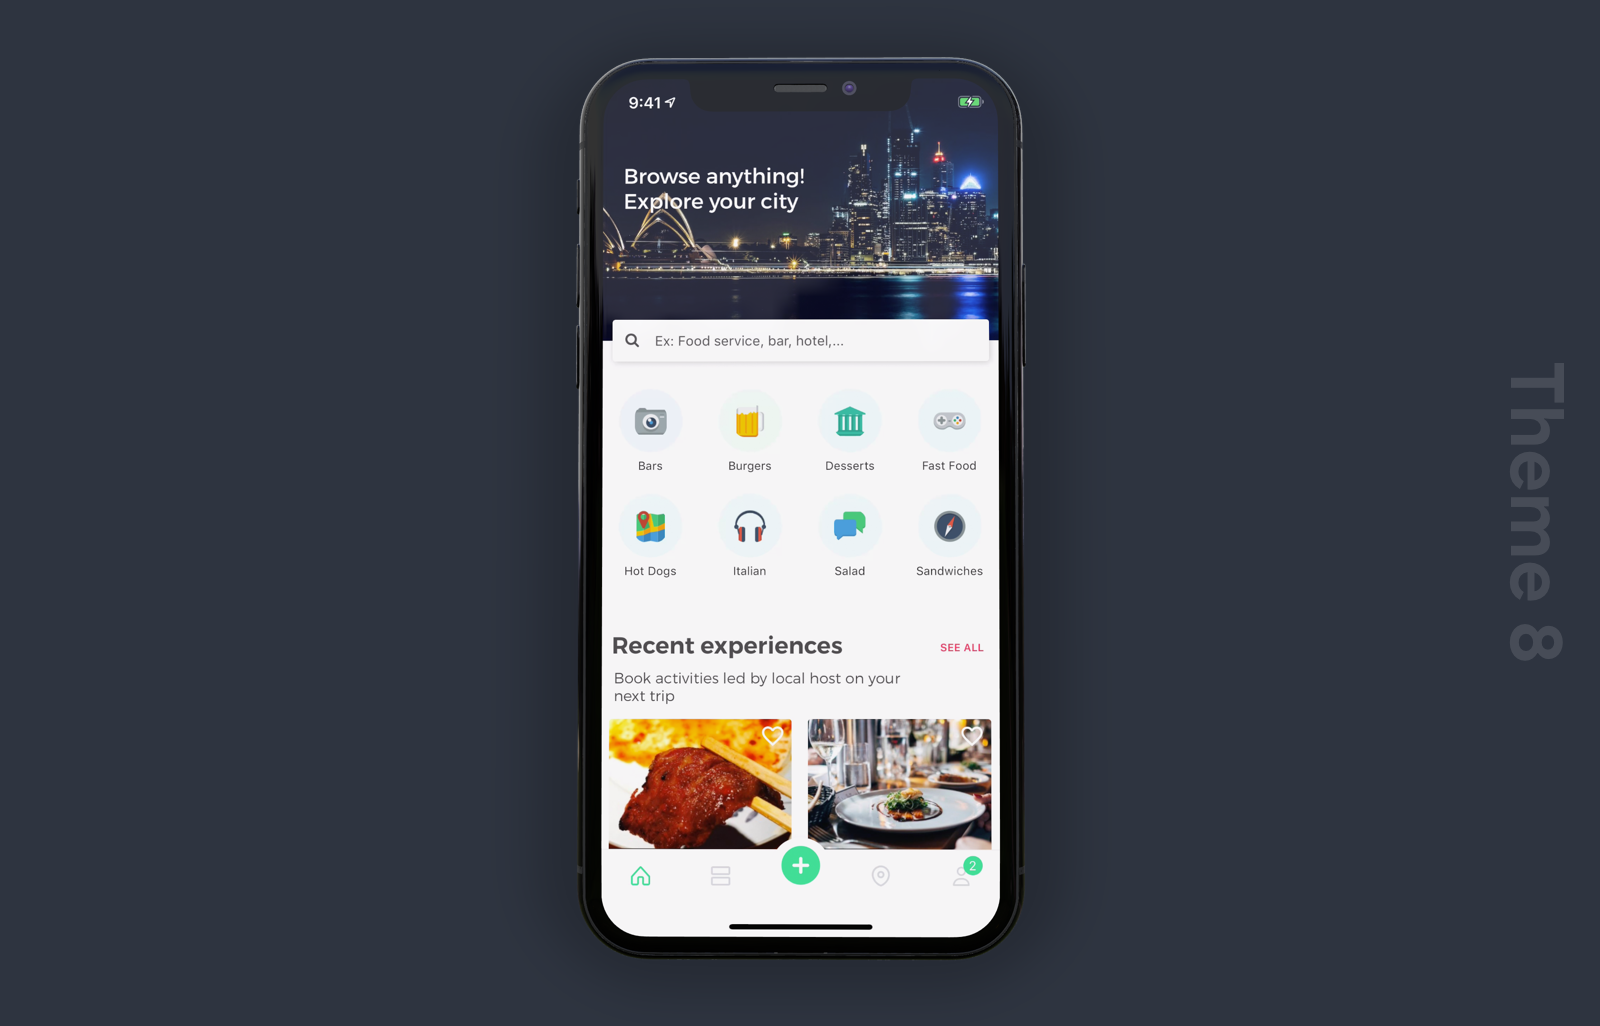 9:41
Browse anything!
Explore your city
Ex: Food service, bar, hotel,...
Bars
Burgers
Desserts
Fast Food
Hot Dogs
Italian
Salad
Sandwiches
Recent experiences
SEE ALL
Book activities led by local host on your
next trip
2
Theme 8